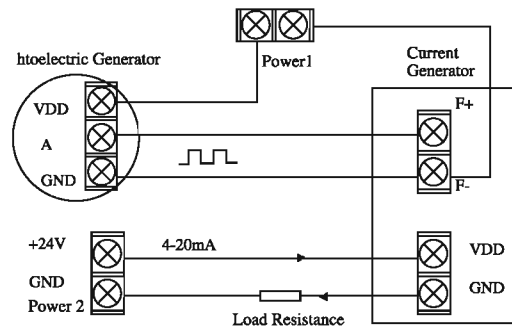 htoelectric Generator
Power1
Current
Generator
VDD
A
GND
F+
F-
+24V
4-20mA
VDD
GND
GND
Power 2
Load Resistance